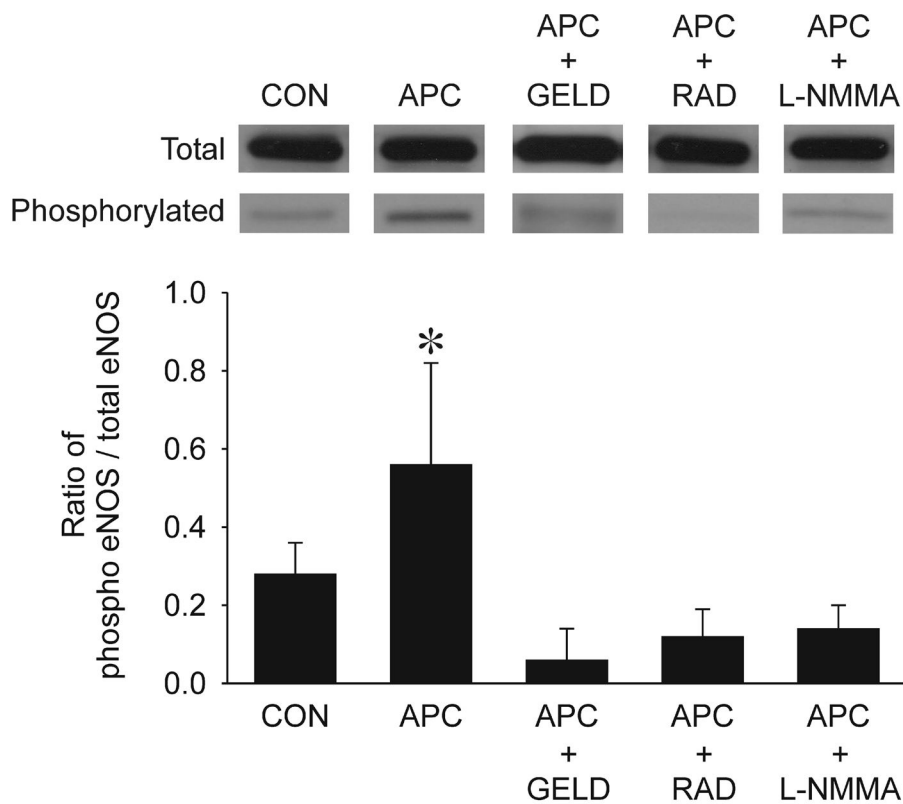 APC APC APC
+ + +
CON APC GELD RAD L-NMMA
Total
Phosphorylated
Ratio of
phospho eNOS / total eNOS
1.0
*
0.8
0.6
0.4
0.2
0.0
CON APC APC APC APC
+ + +
GELD RAD L-NMMA